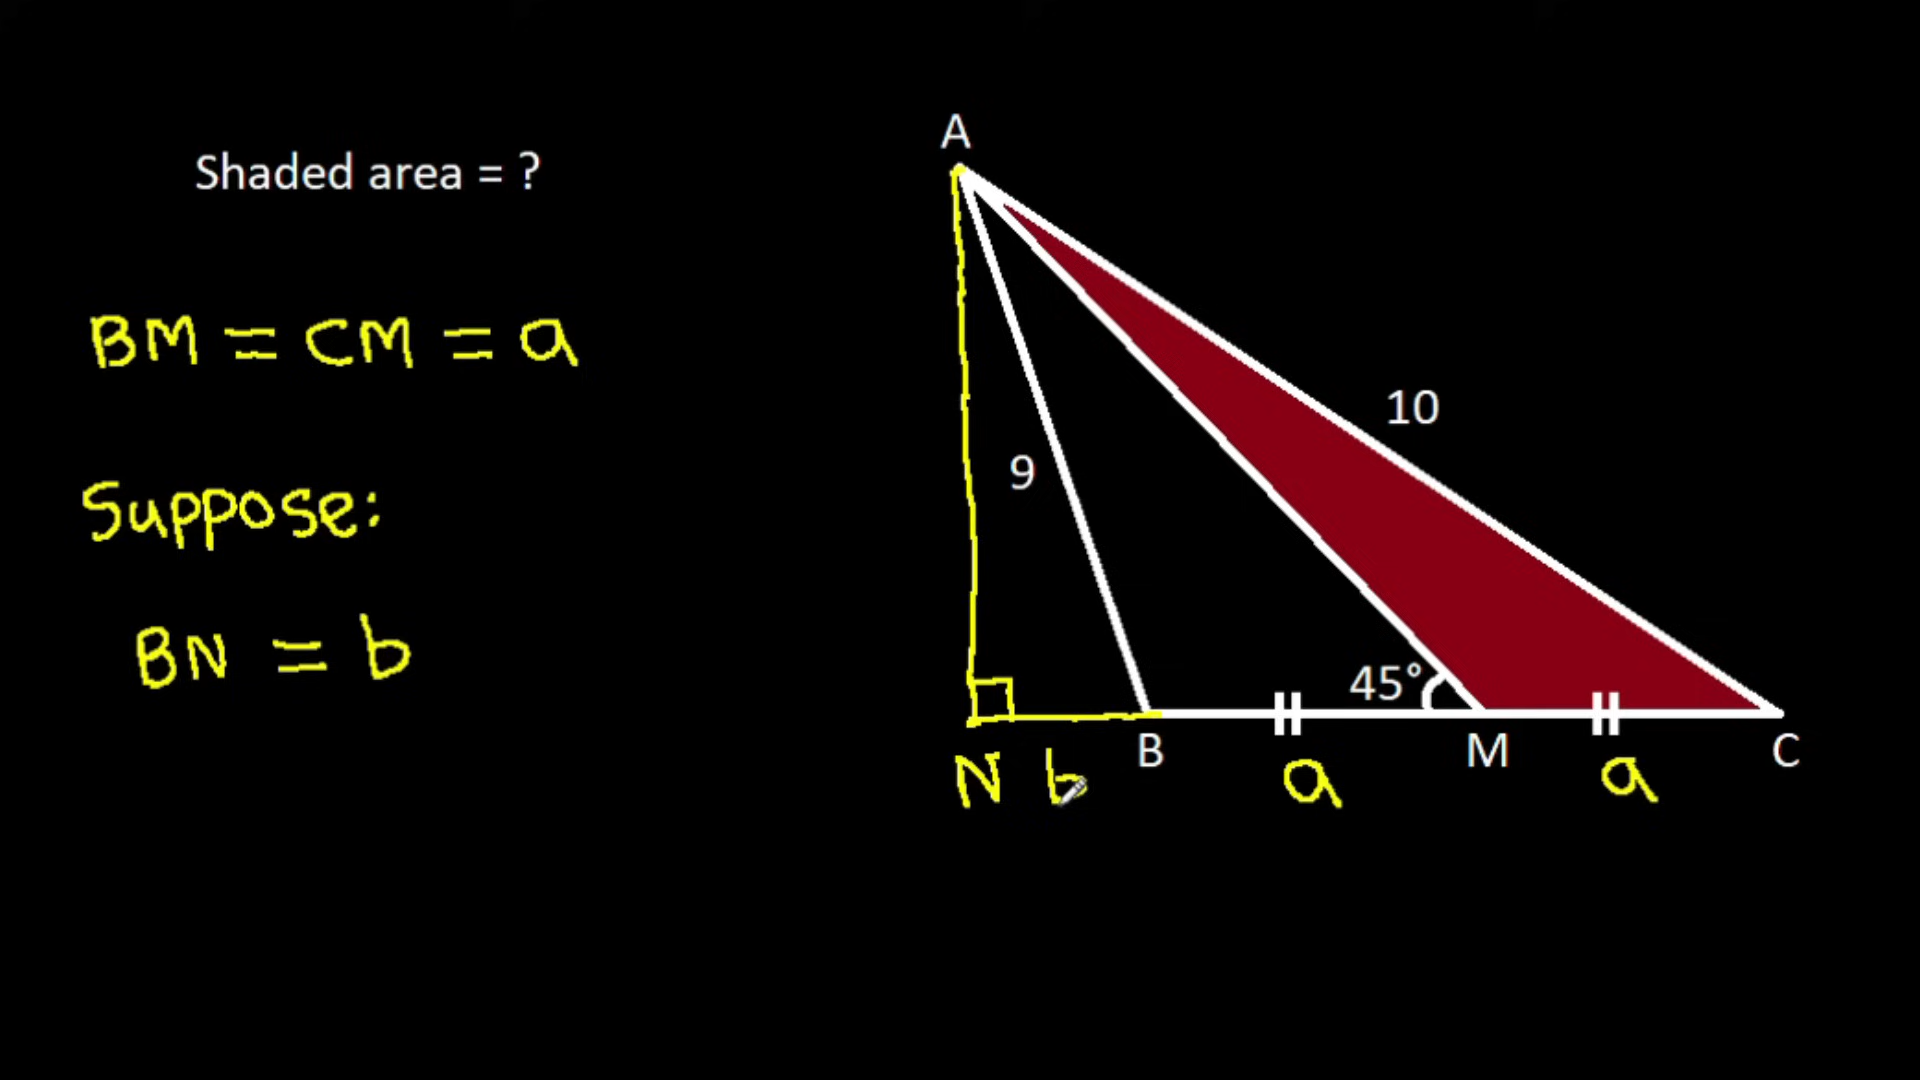 Shaded area = ?
BM = CM = a
Suppose:
BN = b
A
10
9
45°
B
M
C
N
b
a
a